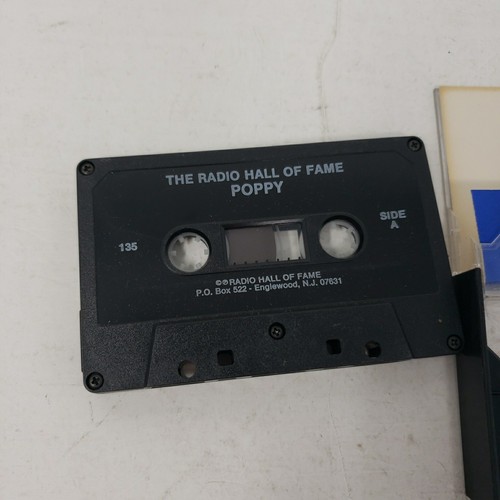 THE RADIO HALL OF FAME
POPPY
135
SIDE
A
©℗RADIO HALL OF FAME
P.O. Box 522 - Englewood, N.J. 07631